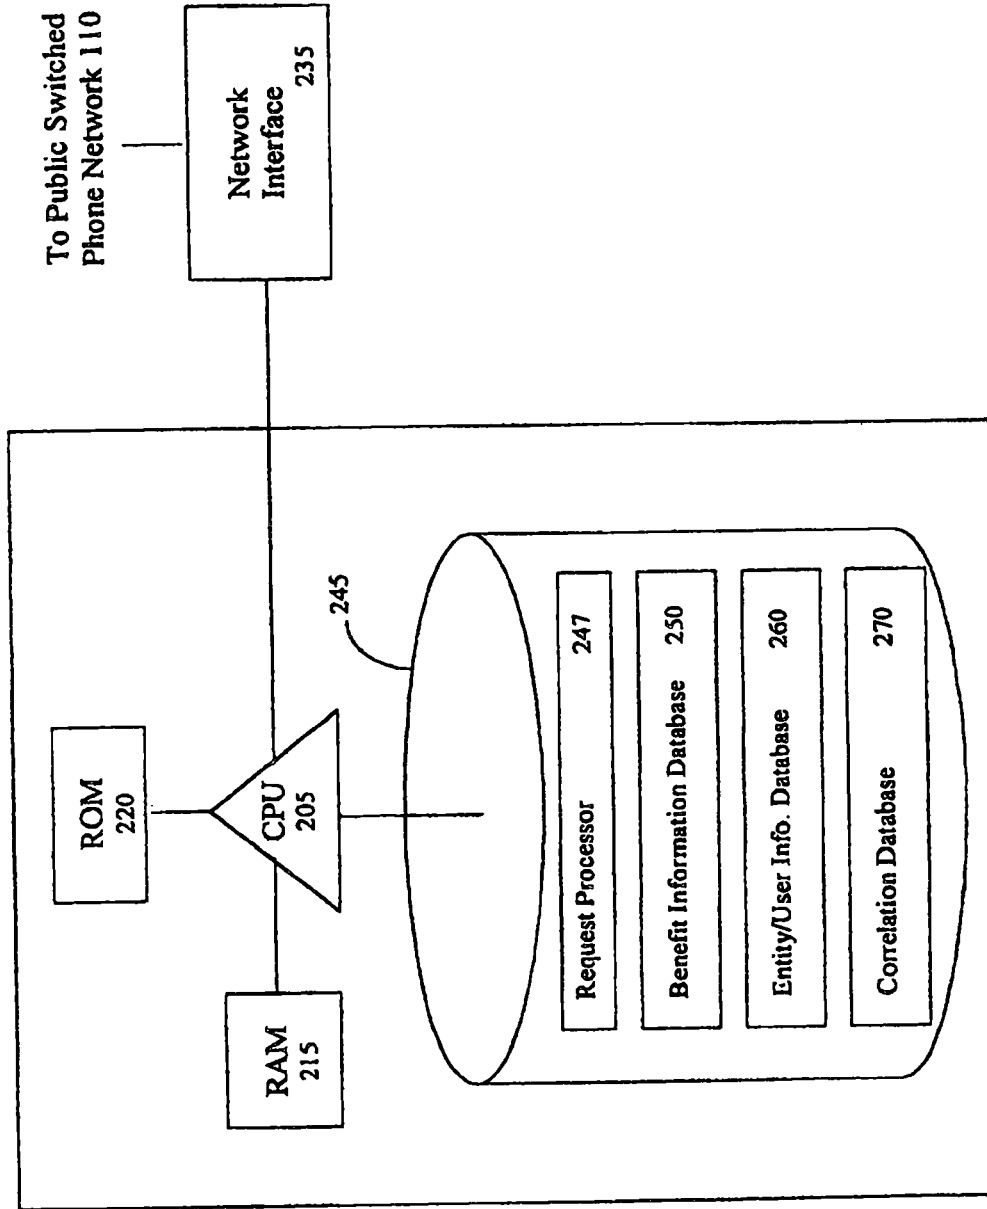 To Public Switched
Phone Network 110
Network
Interface
235
ROM
220
CPU
205
RAM
215
245
Request Processor 247
Benefit Information Database 250
Entity/User Info. Database 260
Correlation Database 270